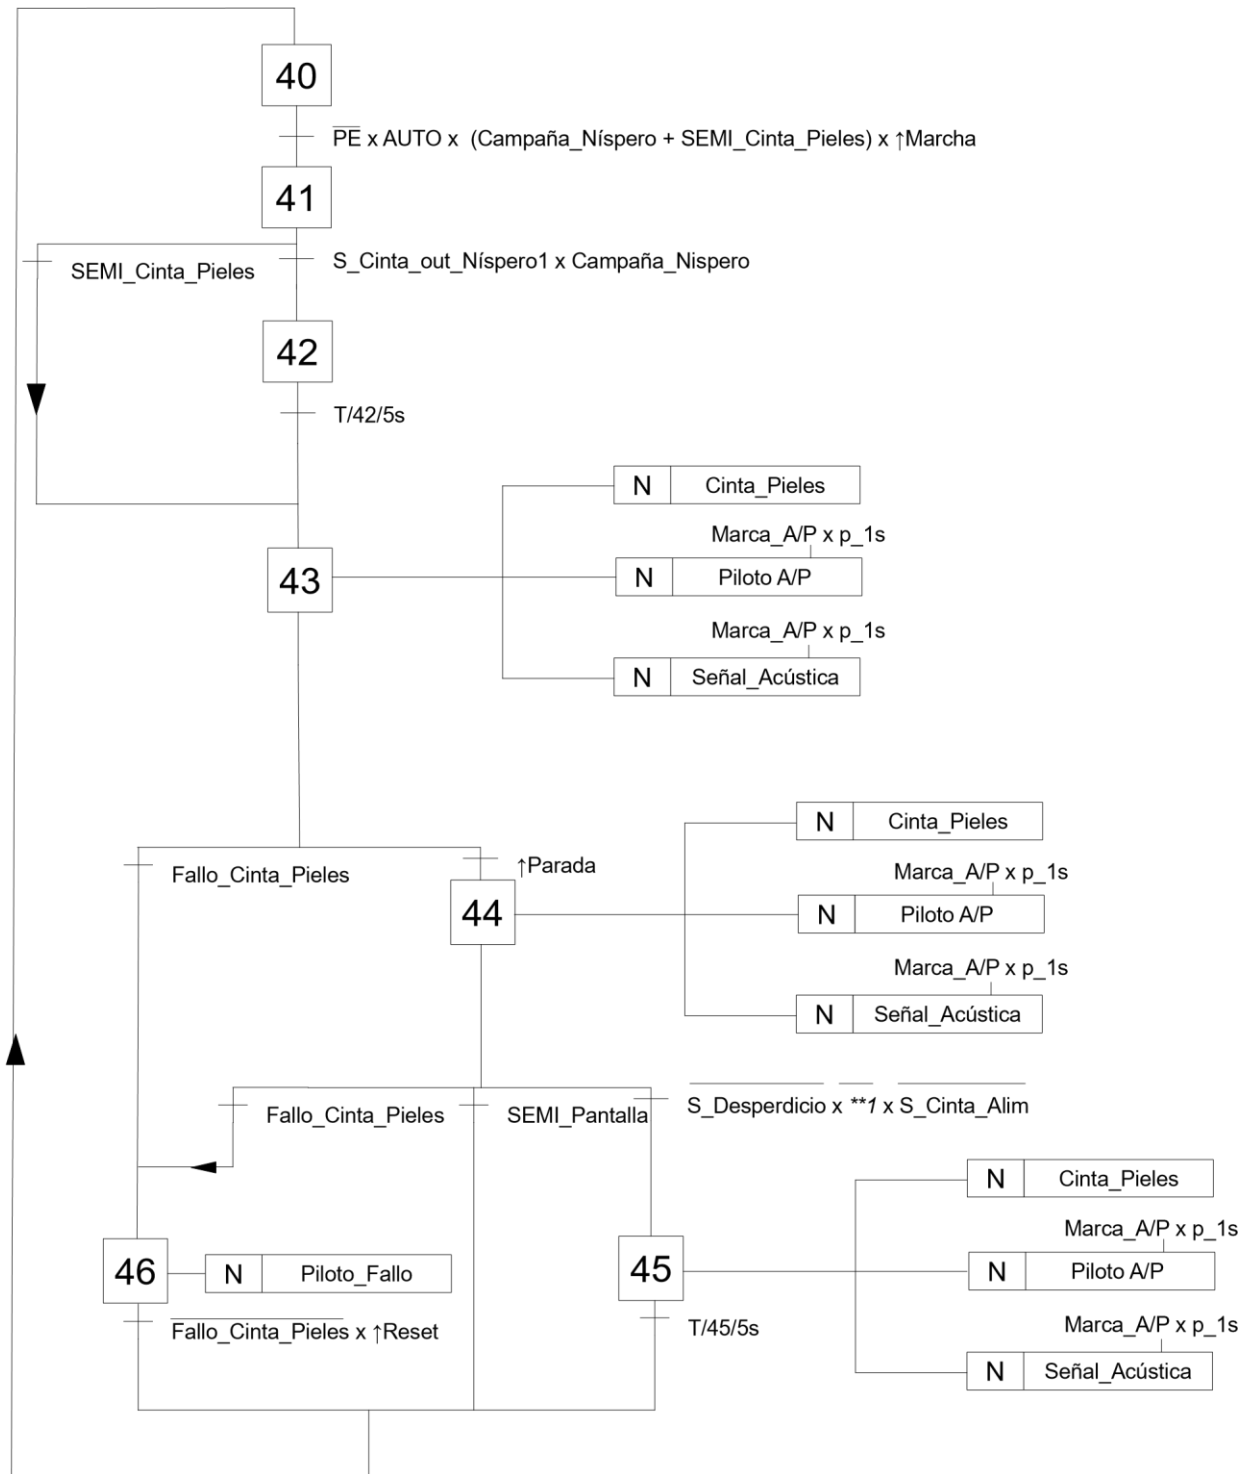 40
P̅E̅ x AUTO x (Campaña_Níspero + SEMI_Cinta_Pieles) x ↑Marcha
41
SEMI_Cinta_Pieles
S_Cinta_out_Níspero1 x Campaña_Nispero
42
T/42/5s
N Cinta_Pieles
Marca_A/P x p_1s
43
N Piloto A/P
Marca_A/P x p_1s
N Señal_Acústica
N Cinta_Pieles
Fallo_Cinta_Pieles
↑Parada
Marca_A/P x p_1s
44
N Piloto A/P
Marca_A/P x p_1s
N Señal_Acústica
Fallo_Cinta_Pieles
SEMI_Pantalla
S_Desperdicio x **1 x S_Cinta_Alim
N Cinta_Pieles
Marca_A/P x p_1s
46
N Piloto_Fallo
45
N Piloto A/P
Fallo_Cinta_Pieles x ↑Reset
T/45/5s
Marca_A/P x p_1s
N Señal_Acústica